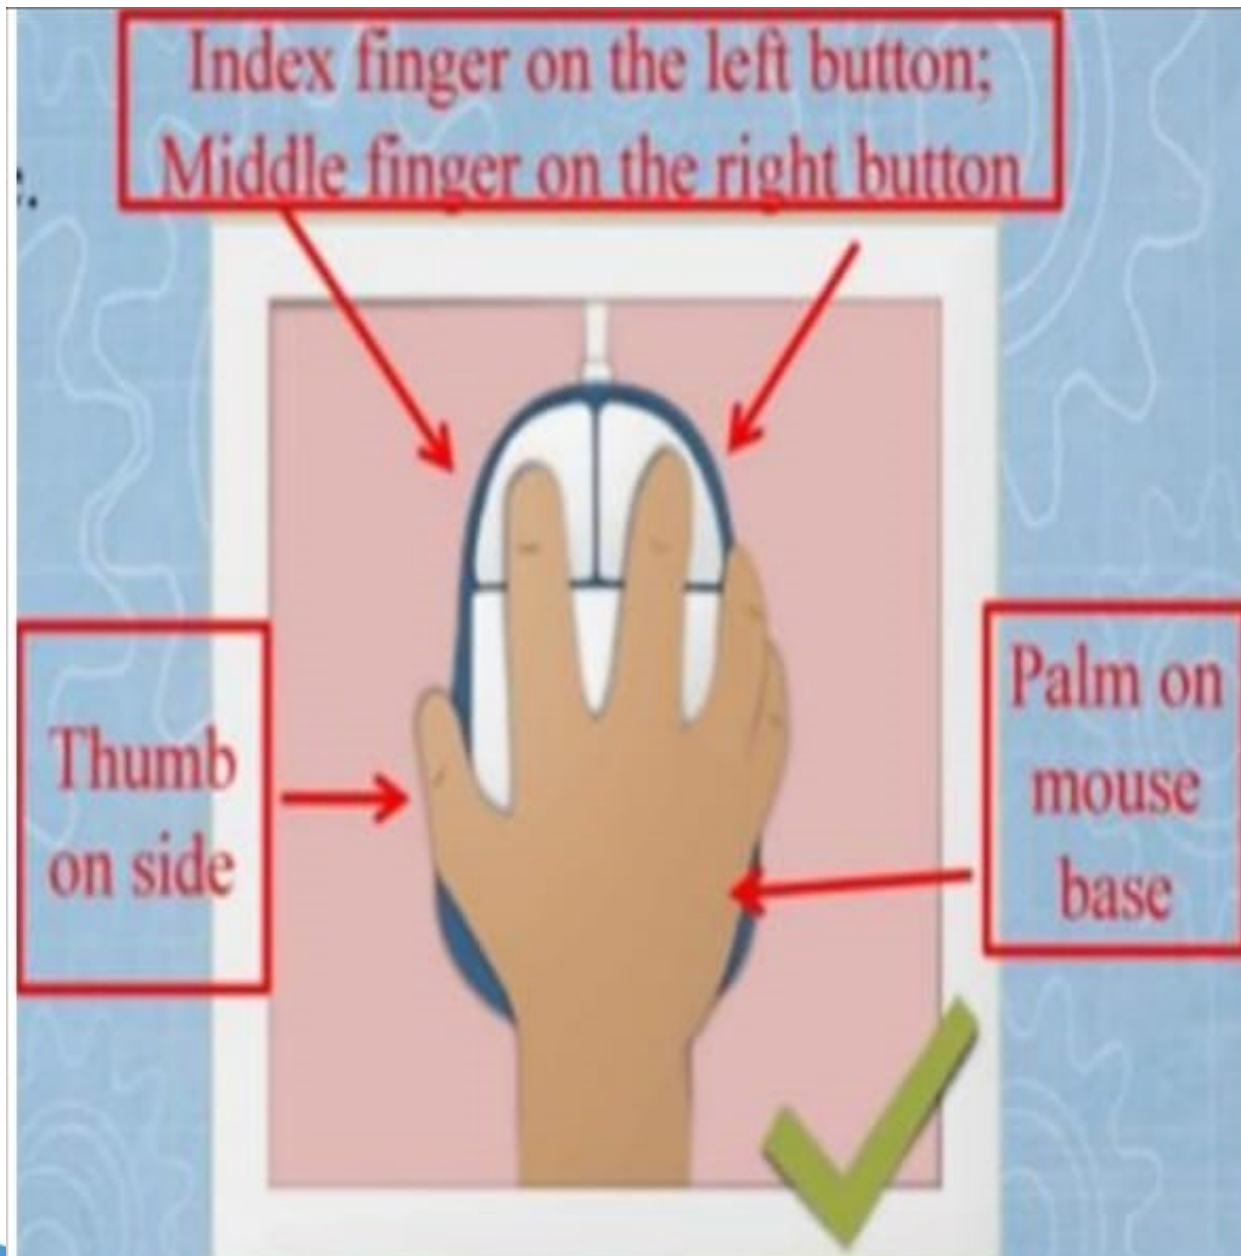 Index finger on the left button;
Middle finger on the right button
Thumb
on side
Palm on
mouse
base